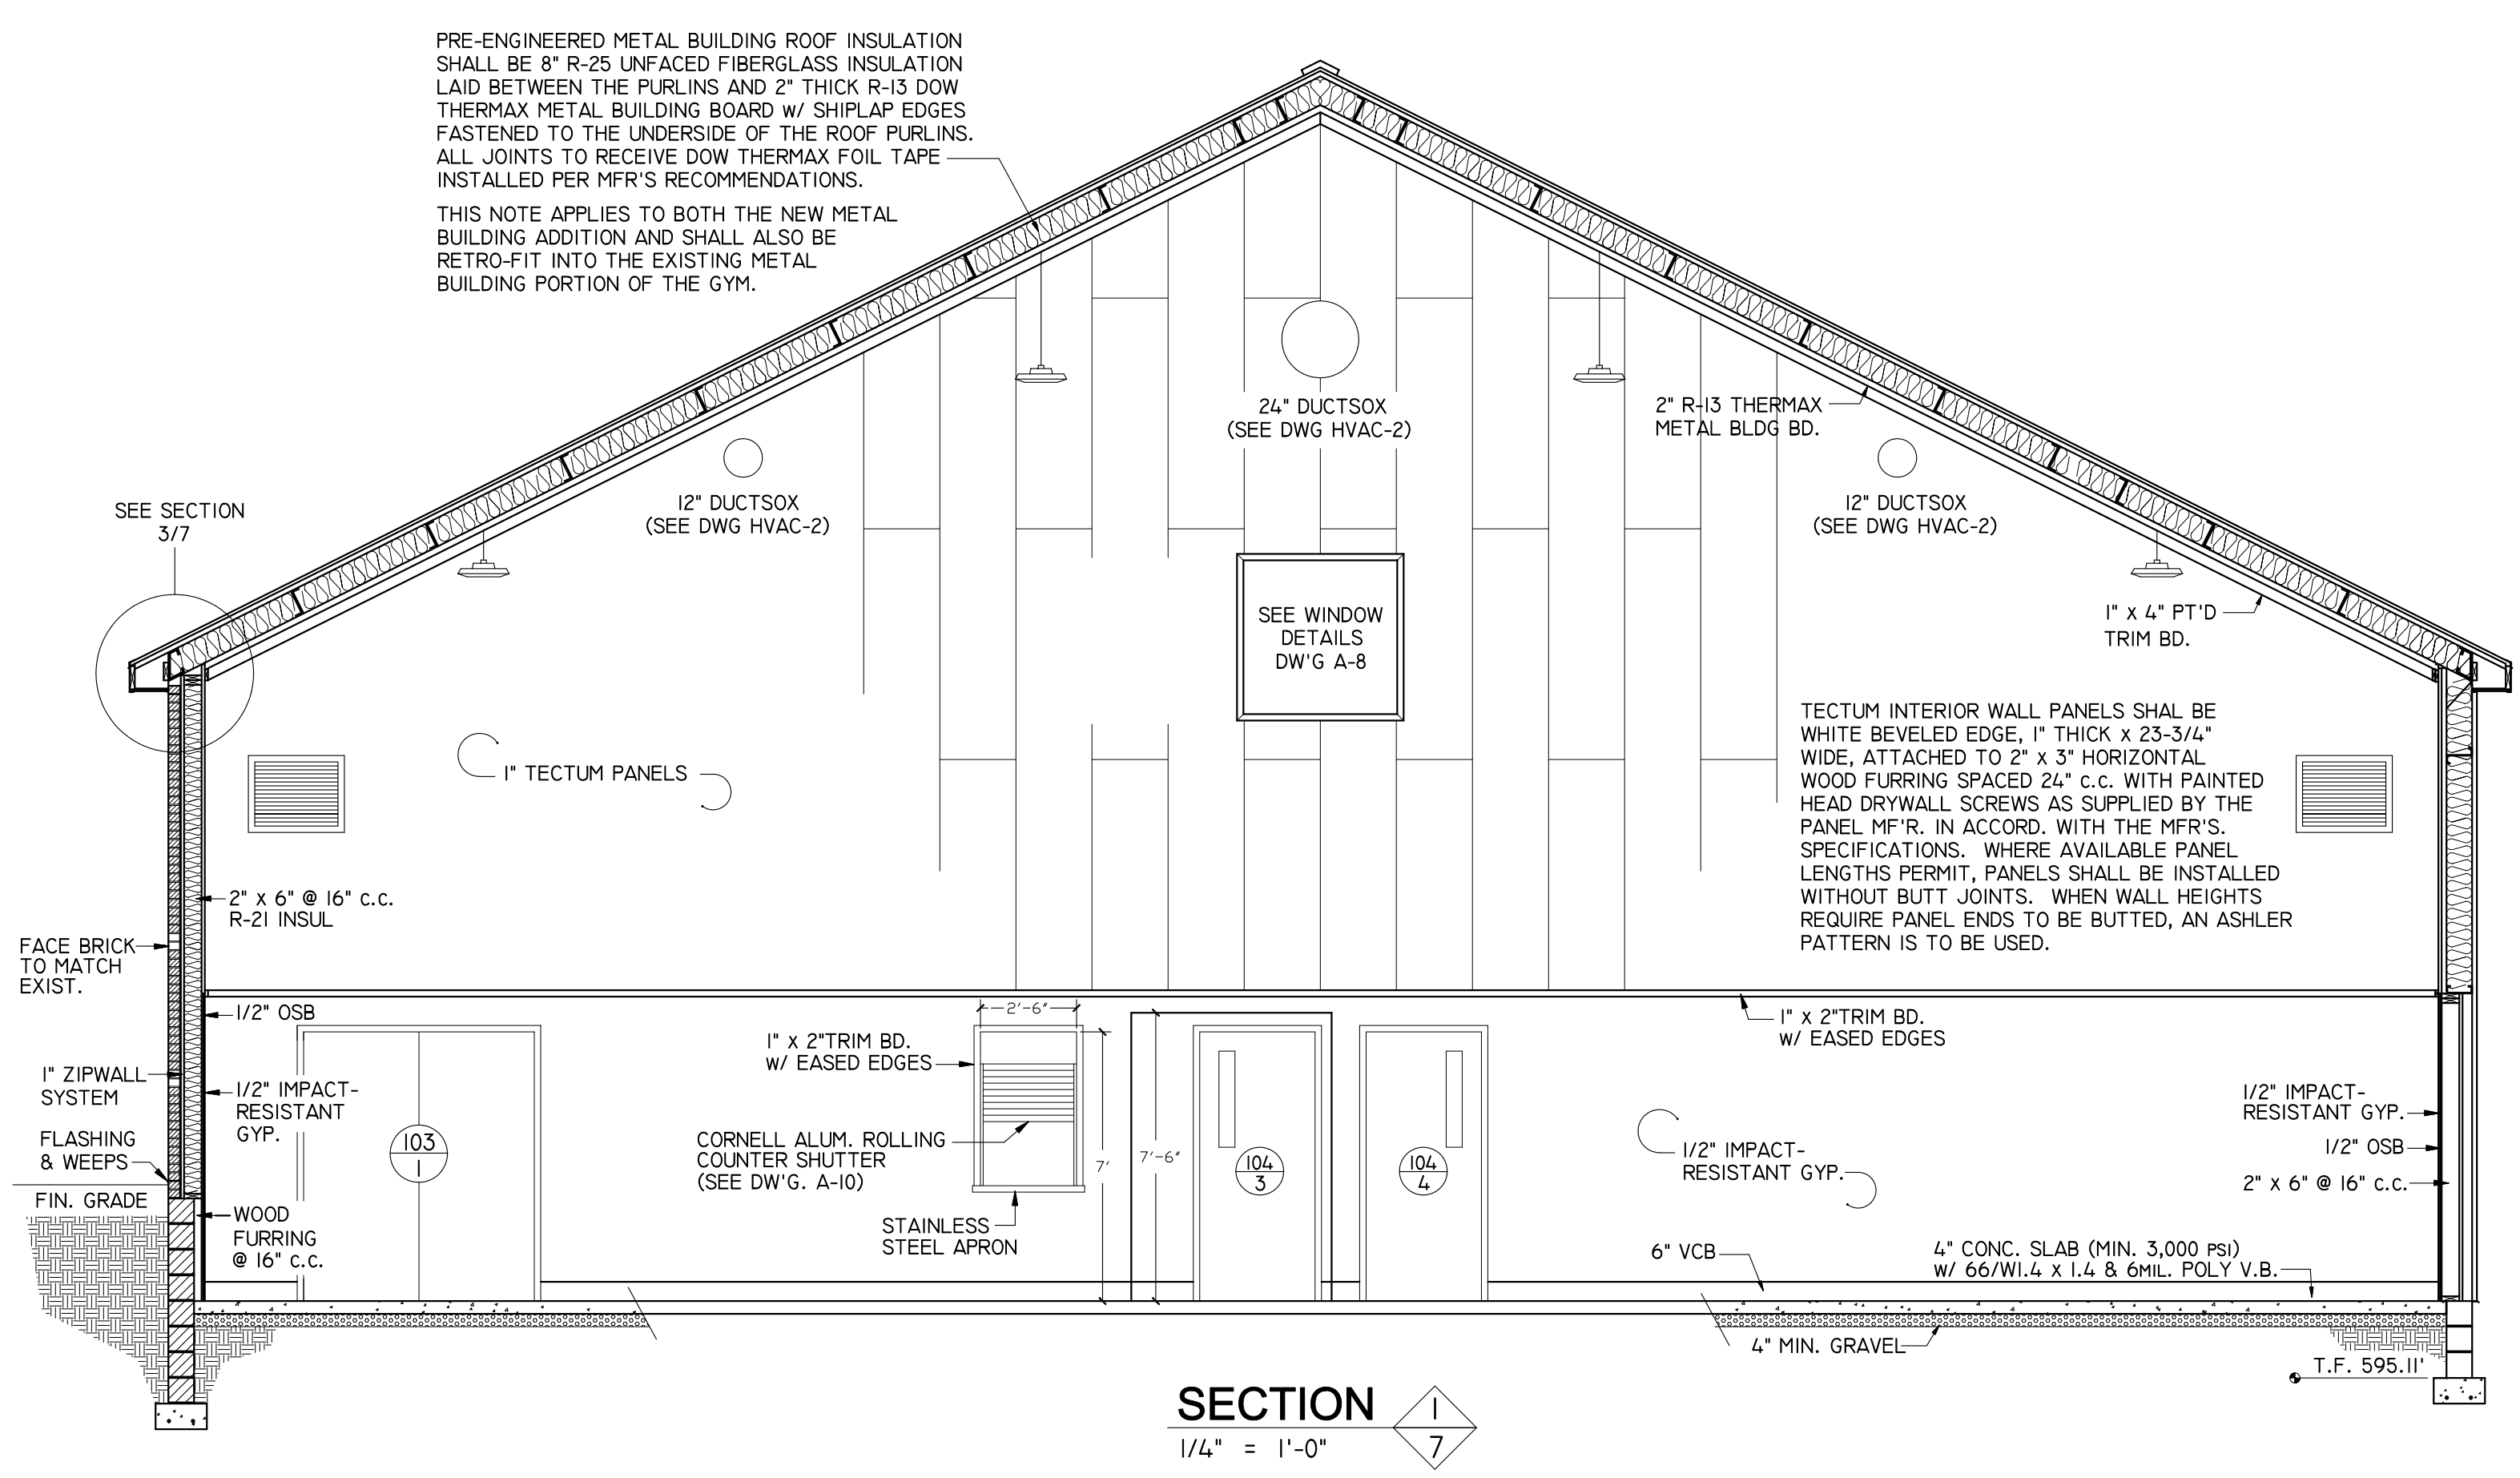 PRE-ENGINEERED METAL BUILDING ROOF INSULATION
SHALL BE 8" R-25 UNFACED FIBERGLASS INSULATION
LAID BETWEEN THE PURLINS AND 2" THICK R-13 DOW
THERMAX METAL BUILDING BOARD w/ SHIPLAP EDGES
FASTENED TO THE UNDERSIDE OF THE ROOF PURLINS.
ALL JOINTS TO RECEIVE DOW THERMAX FOIL TAPE
INSTALLED PER MFR'S RECOMMENDATIONS.
THIS NOTE APPLIES TO BOTH THE NEW METAL
BUILDING ADDITION AND SHALL ALSO BE
RETRO-FIT INTO THE EXISTING METAL
BUILDING PORTION OF THE GYM.
24" DUCTSOX
(SEE DWG HVAC-2)
2" R-13 THERMAX
METAL BLDG BD.
12" DUCTSOX
(SEE DWG HVAC-2)
12" DUCTSOX
(SEE DWG HVAC-2)
SEE SECTION
3/7
SEE WINDOW
DETAILS
DW'G A-8
1" X 4" PT'D
TRIM BD.
TECTUM INTERIOR WALL PANELS SHAL BE
WHITE BEVELED EDGE, 1" THICK x 23-3/4"
WIDE, ATTACHED TO 2" x 3" HORIZONTAL
WOOD FURRING SPACED 24" c.c. WITH PAINTED
HEAD DRYWALL SCREWS AS SUPPLIED BY THE
PANEL MF'R. IN ACCORD. WITH THE MFR'S.
SPECIFICATIONS. WHERE AVAILABLE PANEL
LENGTHS PERMIT, PANELS SHALL BE INSTALLED
WITHOUT BUTT JOINTS. WHEN WALL HEIGHTS
REQUIRE PANEL ENDS TO BE BUTTED, AN ASHLER
PATTERN IS TO BE USED.
1" TECTUM PANELS
2" X 6" @ 16" c.c.
R-21 INSUL
FACE BRICK
TO MATCH
EXIST.
1/2" OSB
2'-6"
1" X 2"TRIM BD.
w/ EASED EDGES
1" X 2"TRIM BD.
w/ EASED EDGES
1" ZIPWALL
SYSTEM
1/2" IMPACT-
RESISTANT
GYP.
FLASHING
& WEEPS
FIN. GRADE
103
1
CORNELL ALUM. ROLLING
COUNTER SHUTTER
(SEE DW'G. A-10)
7'
7'-6"
104
3
104
4
1/2" IMPACT-
RESISTANT GYP.
1/2" IMPACT-
RESISTANT GYP.
1/2" OSB
2" X 6" @ 16" c.c.
WOOD
FURRING
@ 16" c.c.
STAINLESS
STEEL APRON
6" VCB
4" CONC. SLAB (MIN. 3,000 PSI)
w/ 66/W1.4 x 1.4 & 6MIL. POLY V.B.
4" MIN. GRAVEL
T.F. 595.11'
SECTION
1
7
1/4" = 1'-0"